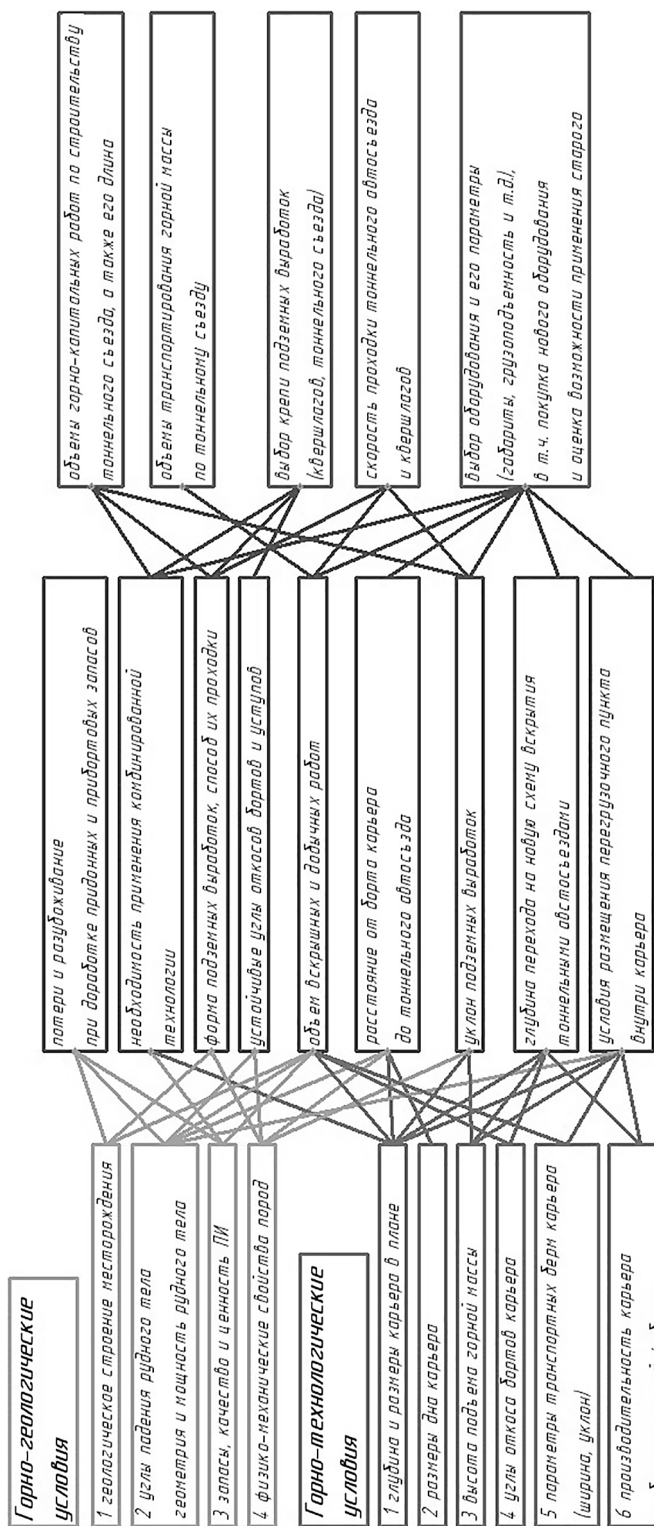 Горно-геологические
условия
1 геологическое строение месторождения
2 углы падения рудного тела
геометрия и мощность рудного тела
3 запасы, качество и ценность ПИ
4 физико-механические свойства пород
Горно-технологические
условия
1 глубина и размеры карьера в плане
2 размеры дна карьера
3 высота подъема горной массы
4 углы откоса бортов карьера
5 параметры транспортных берм карьера
(ширина, уклон)
6 производительность карьера
потери и разубоживание
при доработке придонных и прибортовых запасов
необходимость применения комбинированной
технологии
форма подземных выработок, способ их проходки
устойчивые углы откосов бортов и уступов
объем вскрышных и добычных работ
расстояние от борта карьера
до тоннельного автосъзда
уклон подземных выработок
глубина перехода на новую схему вскрытия
тоннельными автосъездами
условия размещения перегрузочного пункта
внутри карьера
объемы горно-капитальных работ по строительству
тоннельного съезда, а также его длина
объемы транспортирования горной массы
по тоннельному съезду
выбор крепи подземных выработок
(квершлагов, тоннельного съезда)
скорость проходки тоннельного автосъезда
и квершлагов
выбор оборудования и его параметры
(габариты, грузоподъемность и т.д.),
в т.ч. покупка нового оборудования
и оценка возможности применения старого